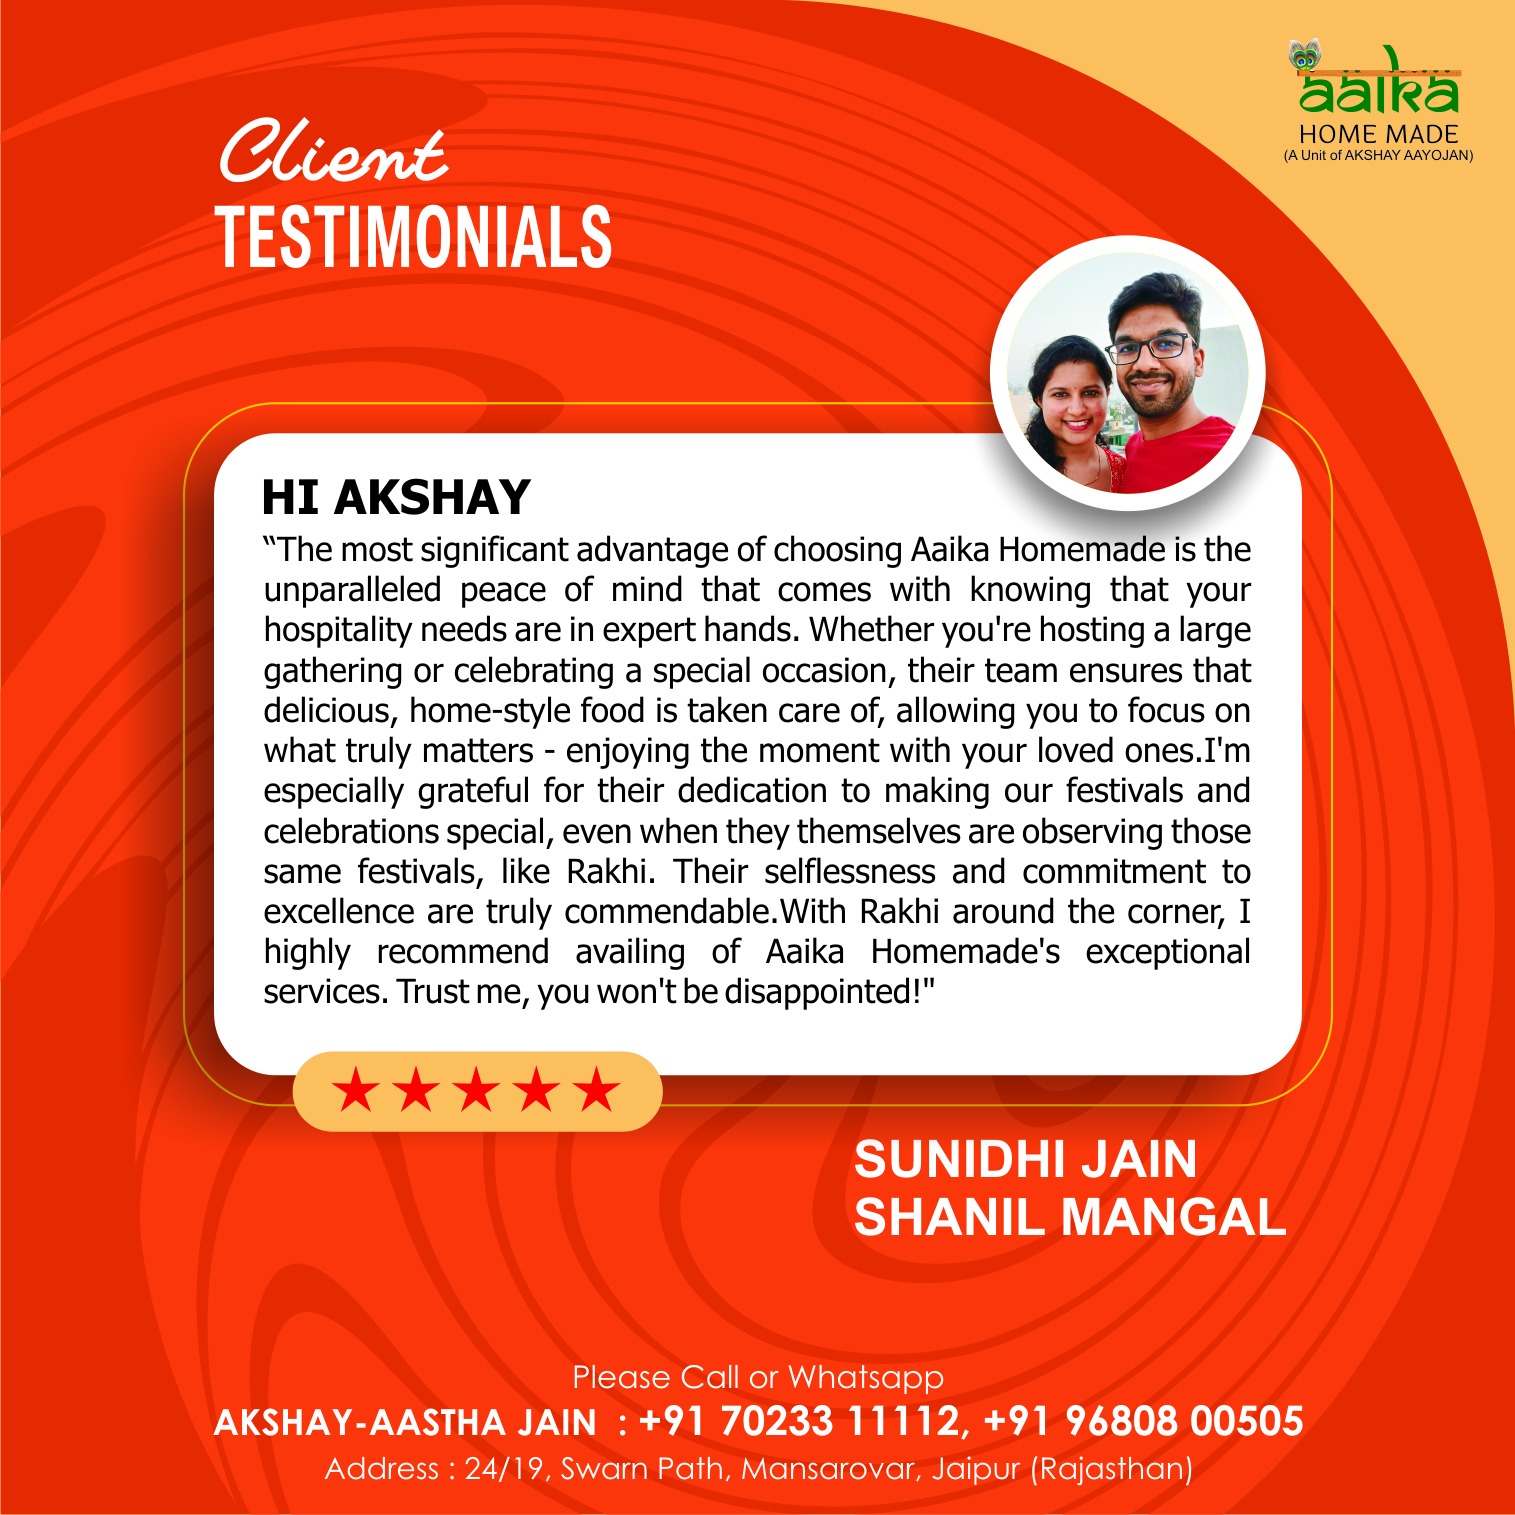 aaika
HOME MADE
(A Unit of AKSHAY AAYOJAN)
Client
TESTIMONIALS
HI AKSHAY
“The most significant advantage of choosing Aaika Homemade is the
unparalleled peace of mind that comes with knowing that your
hospitality needs are in expert hands. Whether you're hosting a large
gathering or celebrating a special occasion, their team ensures that
delicious, home-style food is taken care of, allowing you to focus on
what truly matters - enjoying the moment with your loved ones.I'm
especially grateful for their dedication to making our festivals and
celebrations special, even when they themselves are observing those
same festivals, like Rakhi. Their selflessness and commitment to
excellence are truly commendable.With Rakhi around the corner, I
highly recommend availing of Aaika Homemade's exceptional
services. Trust me, you won't be disappointed!"
SUNIDHI JAIN
SHANIL MANGAL
Please Call or Whatsapp
AKSHAY-AASTHA JAIN : +91 70233 11112, +91 96808 00505
Address : 24/19, Swarn Path, Mansarovar, Jaipur (Rajasthan)